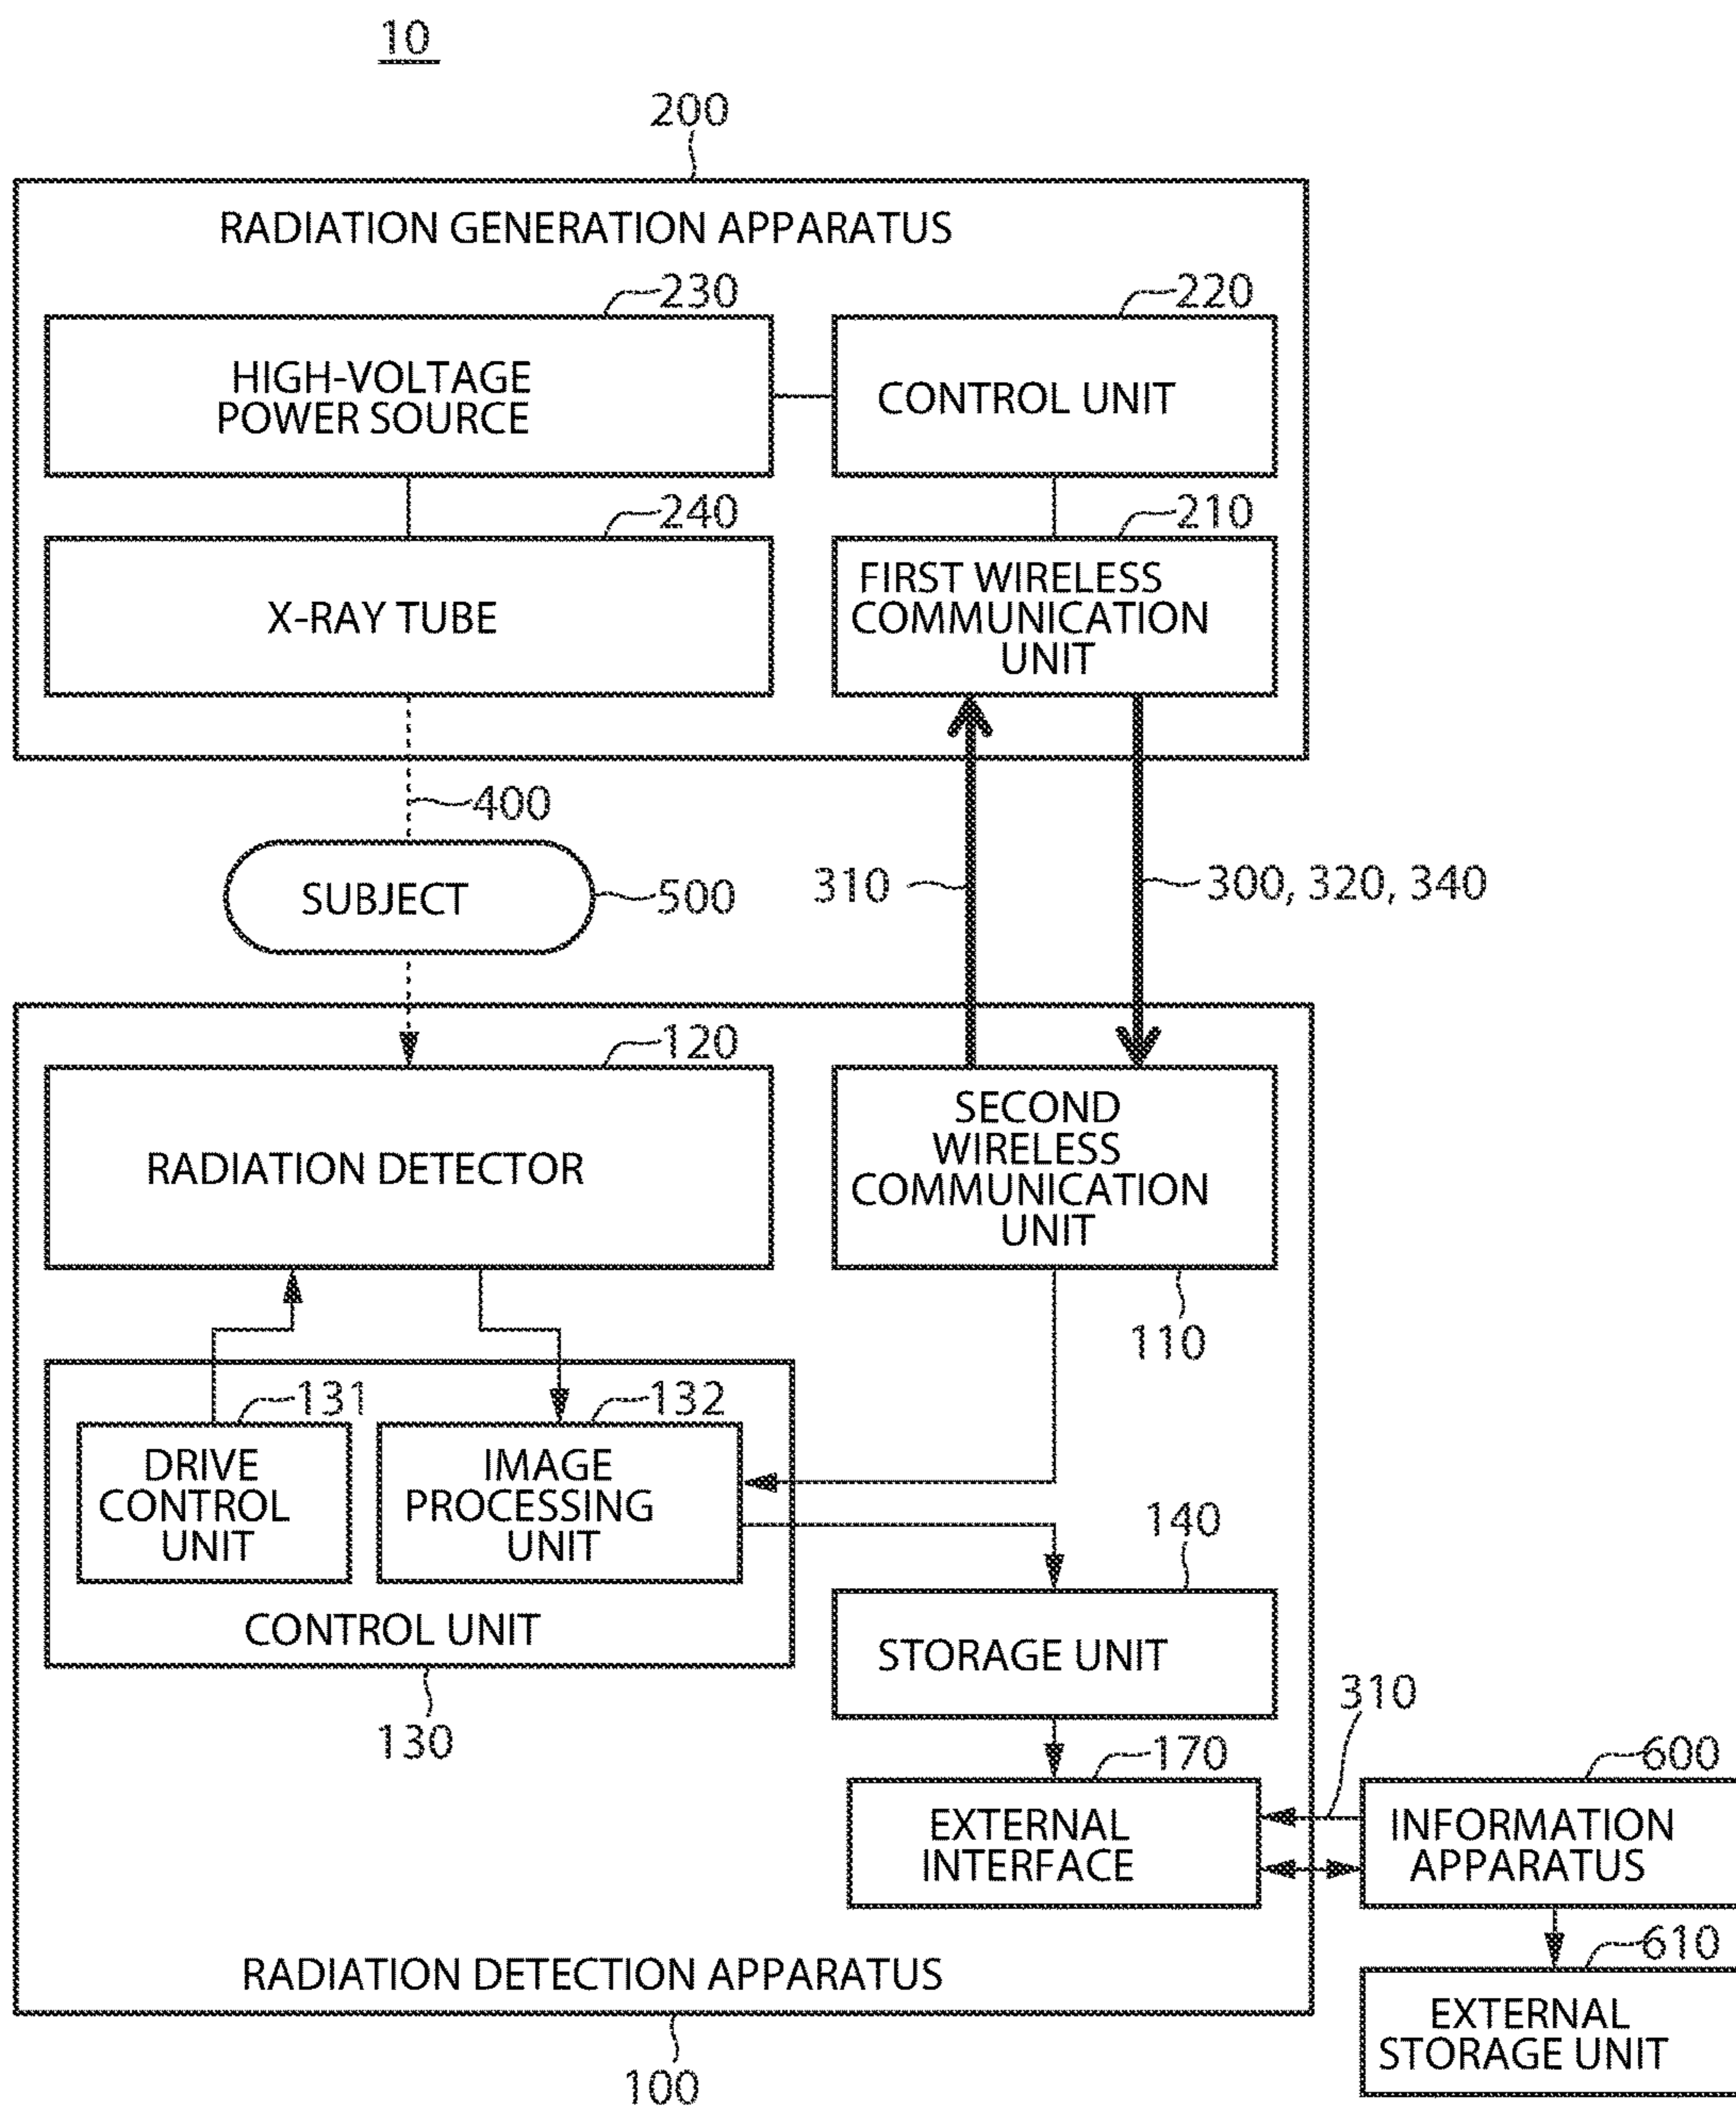 10
200
RADIATION GENERATION APPARATUS
230
220
HIGH-VOLTAGE
POWER SOURCE
CONTROL UNIT
240
210
X-RAY TUBE
FIRST WIRELESS
COMMUNICATION
UNIT
400
SUBJECT
500
310
300, 320, 340
120
RADIATION DETECTOR
SECOND
WIRELESS
COMMUNICATION
UNIT
110
131
132
DRIVE
CONTROL
UNIT
IMAGE
PROCESSING
UNIT
CONTROL UNIT
130
140
STORAGE UNIT
310
170
600
EXTERNAL
INTERFACE
INFORMATION
APPARATUS
610
EXTERNAL
STORAGE UNIT
RADIATION DETECTION APPARATUS
100